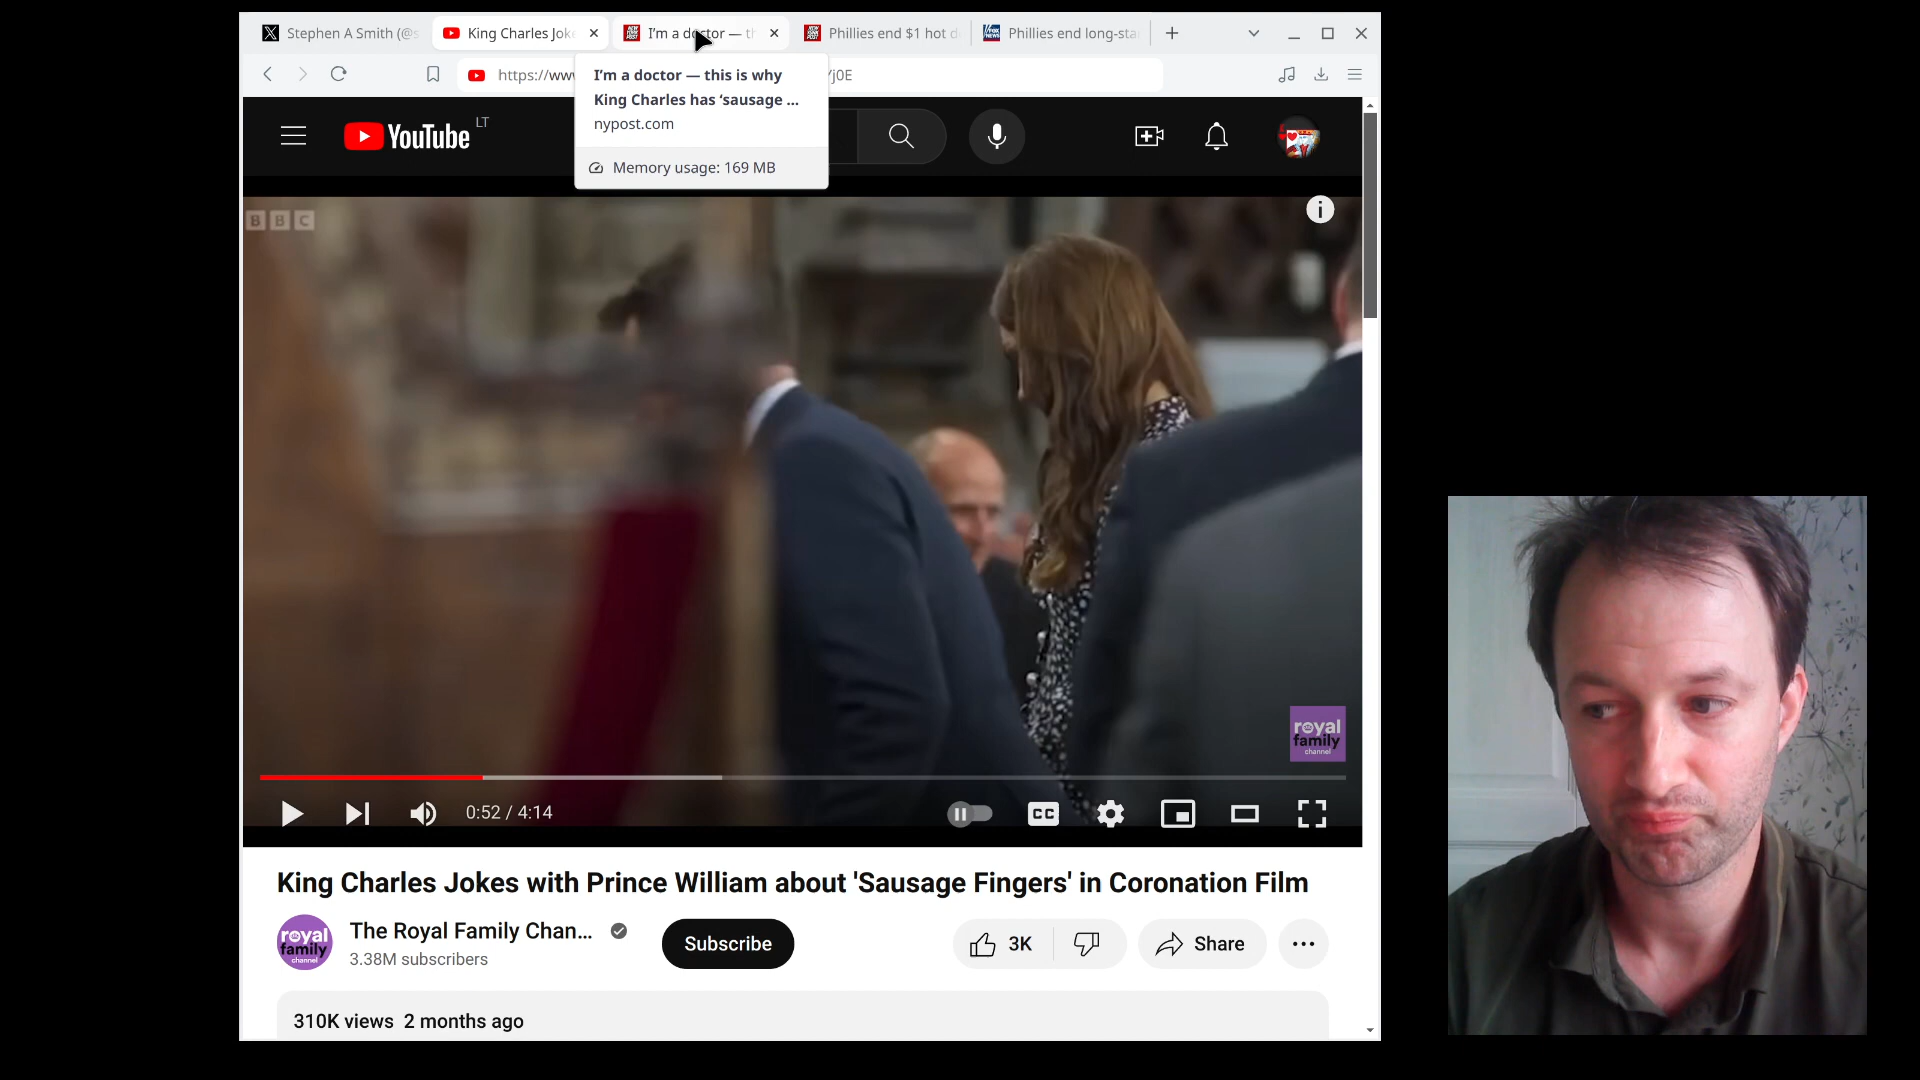 Stephen A Smith (@s
King Charles Jok
I'm a doctor — th
Phillies end $1 hot d
Phillies end long-sta
https://ww
j0E
I'm a doctor — this is why
King Charles has 'sausage ...
nypost.com
Memory usage: 169 MB
YouTube LT
BBC
royal
family
channel
0:52 / 4:14
CC
King Charles Jokes with Prince William about 'Sausage Fingers' in Coronation Film
royal
family
channel
The Royal Family Chan...
3.38M subscribers
Subscribe
3K
Share
310K views 2 months ago